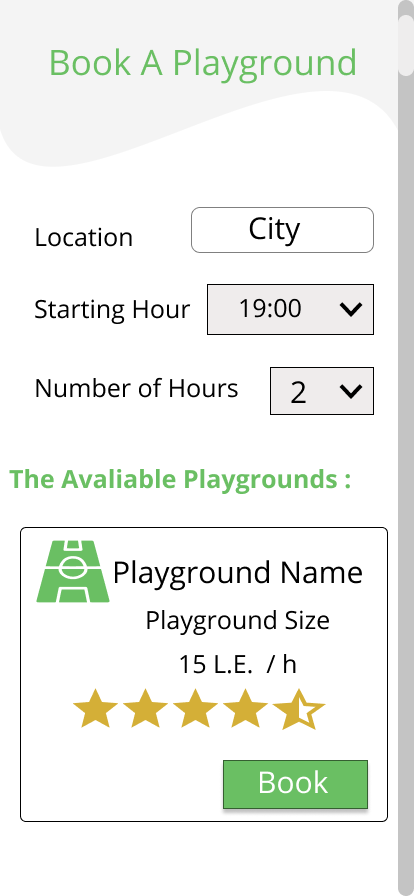 Book A Playground
Location
City
Starting Hour
19:00
Number of Hours
2
The Avaliable Playgrounds :
Playground Name
Playground Size
15 L.E. / h
Book